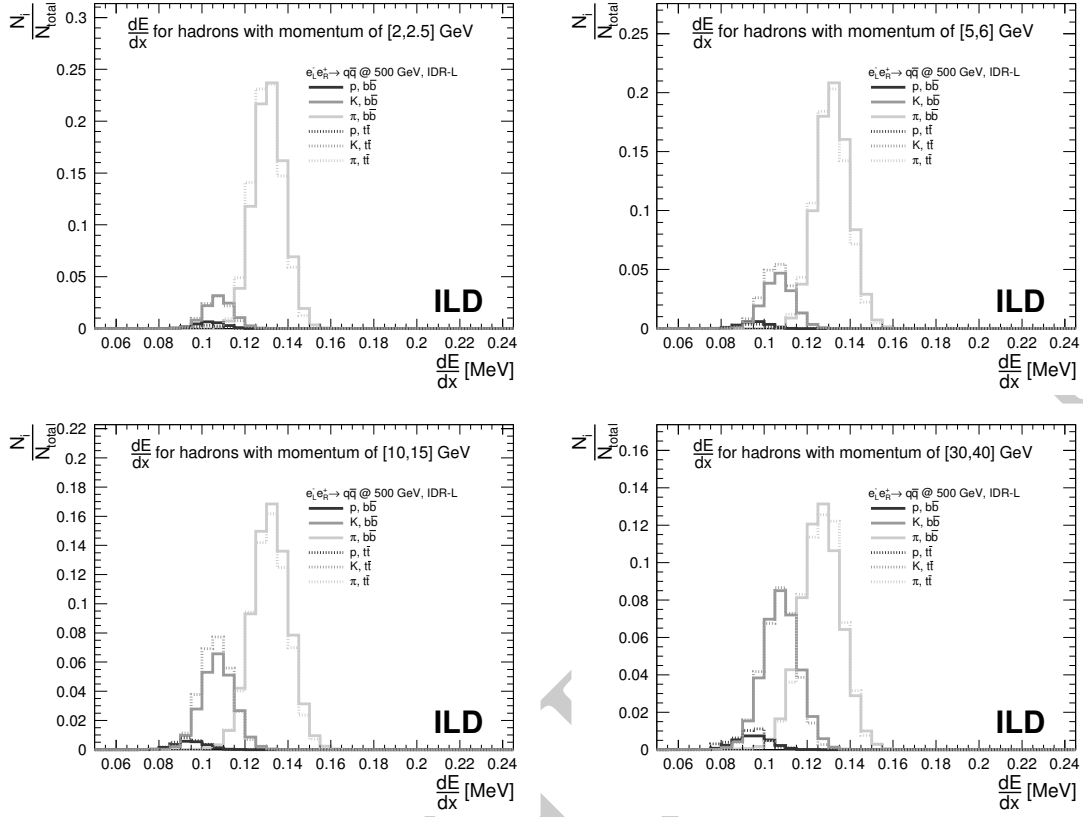 N_i/N_total
dE/dx for hadrons with momentum of [2,2.5] GeV
e⁻_L e⁺_R → qq̅ @ 500 GeV, IDR-L
p, bb̅
K, bb̅
π, bb̅
p, tt̅
K, tt̅
π, tt̅
0.3
0.25
0.2
0.15
0.1
0.05
0
ILD
0.06 0.08 0.1 0.12 0.14 0.16 0.18 0.2 0.22 0.24
dE/dx [MeV]
N_i/N_total
dE/dx for hadrons with momentum of [5,6] GeV
e⁻_L e⁺_R → qq̅ @ 500 GeV, IDR-L
p, bb̅
K, bb̅
π, bb̅
p, tt̅
K, tt̅
π, tt̅
0.25
0.2
0.15
0.1
0.05
0
ILD
0.06 0.08 0.1 0.12 0.14 0.16 0.18 0.2 0.22 0.24
dE/dx [MeV]
N_i/N_total
dE/dx for hadrons with momentum of [10,15] GeV
e⁻_L e⁺_R → qq̅ @ 500 GeV, IDR-L
p, bb̅
K, bb̅
π, bb̅
p, tt̅
K, tt̅
π, tt̅
0.22
0.2
0.18
0.16
0.14
0.12
0.1
0.08
0.06
0.04
0.02
0
ILD
0.06 0.08 0.1 0.12 0.14 0.16 0.18 0.2 0.22 0.24
dE/dx [MeV]
N_i/N_total
dE/dx for hadrons with momentum of [30,40] GeV
e⁻_L e⁺_R → qq̅ @ 500 GeV, IDR-L
p, bb̅
K, bb̅
π, bb̅
p, tt̅
K, tt̅
π, tt̅
0.16
0.14
0.12
0.1
0.08
0.06
0.04
0.02
0
ILD
0.06 0.08 0.1 0.12 0.14 0.16 0.18 0.2 0.22 0.24
dE/dx [MeV]